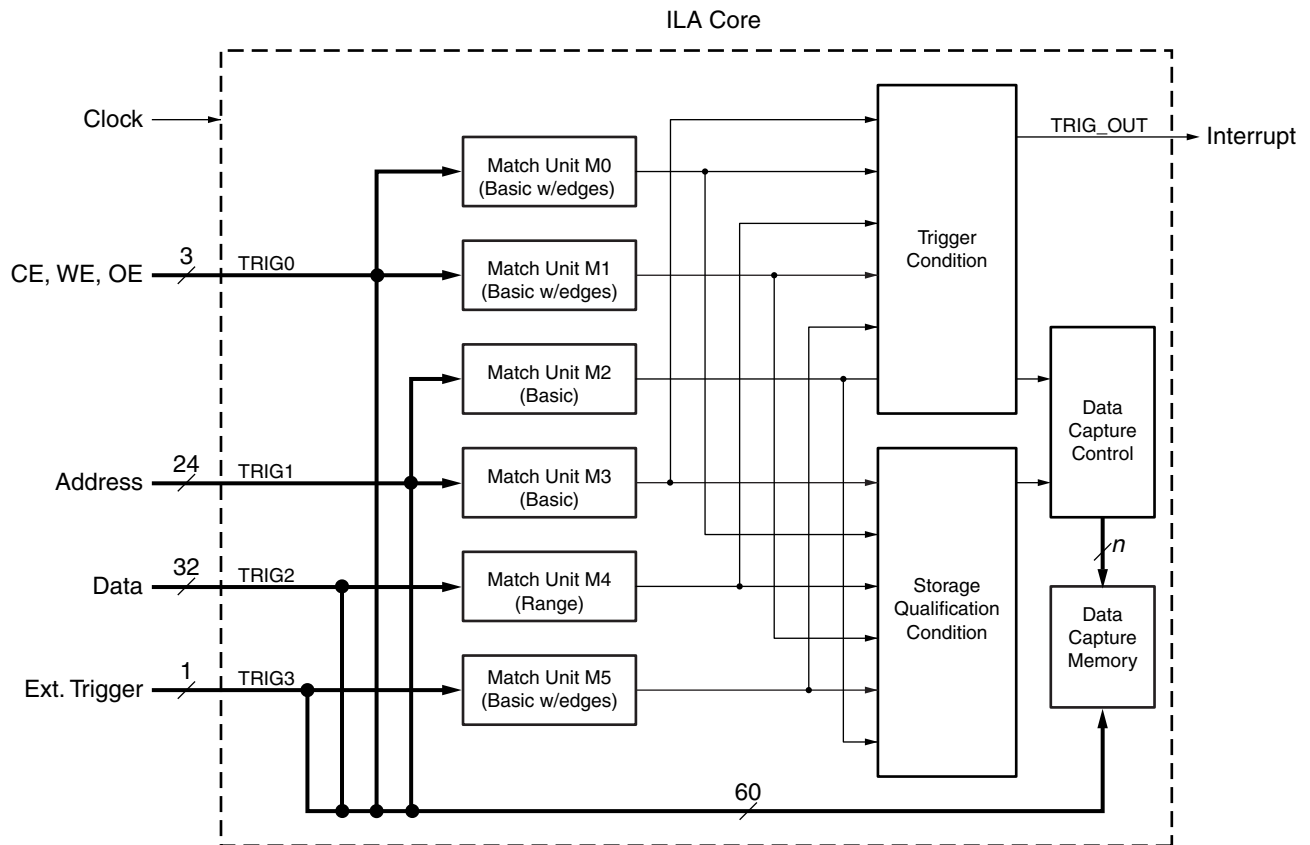 ILA Core
Clock
TRIG_OUT
Interrupt
Match Unit M0
(Basic w/edges)
Trigger
Condition
CE, WE, OE
3
TRIG0
Match Unit M1
(Basic w/edges)
Match Unit M2
(Basic)
Data
Capture
Control
Address
24
TRIG1
Match Unit M3
(Basic)
n
Data
32
TRIG2
Match Unit M4
(Range)
Storage
Qualification
Condition
Data
Capture
Memory
Ext. Trigger
1
TRIG3
Match Unit M5
(Basic w/edges)
60